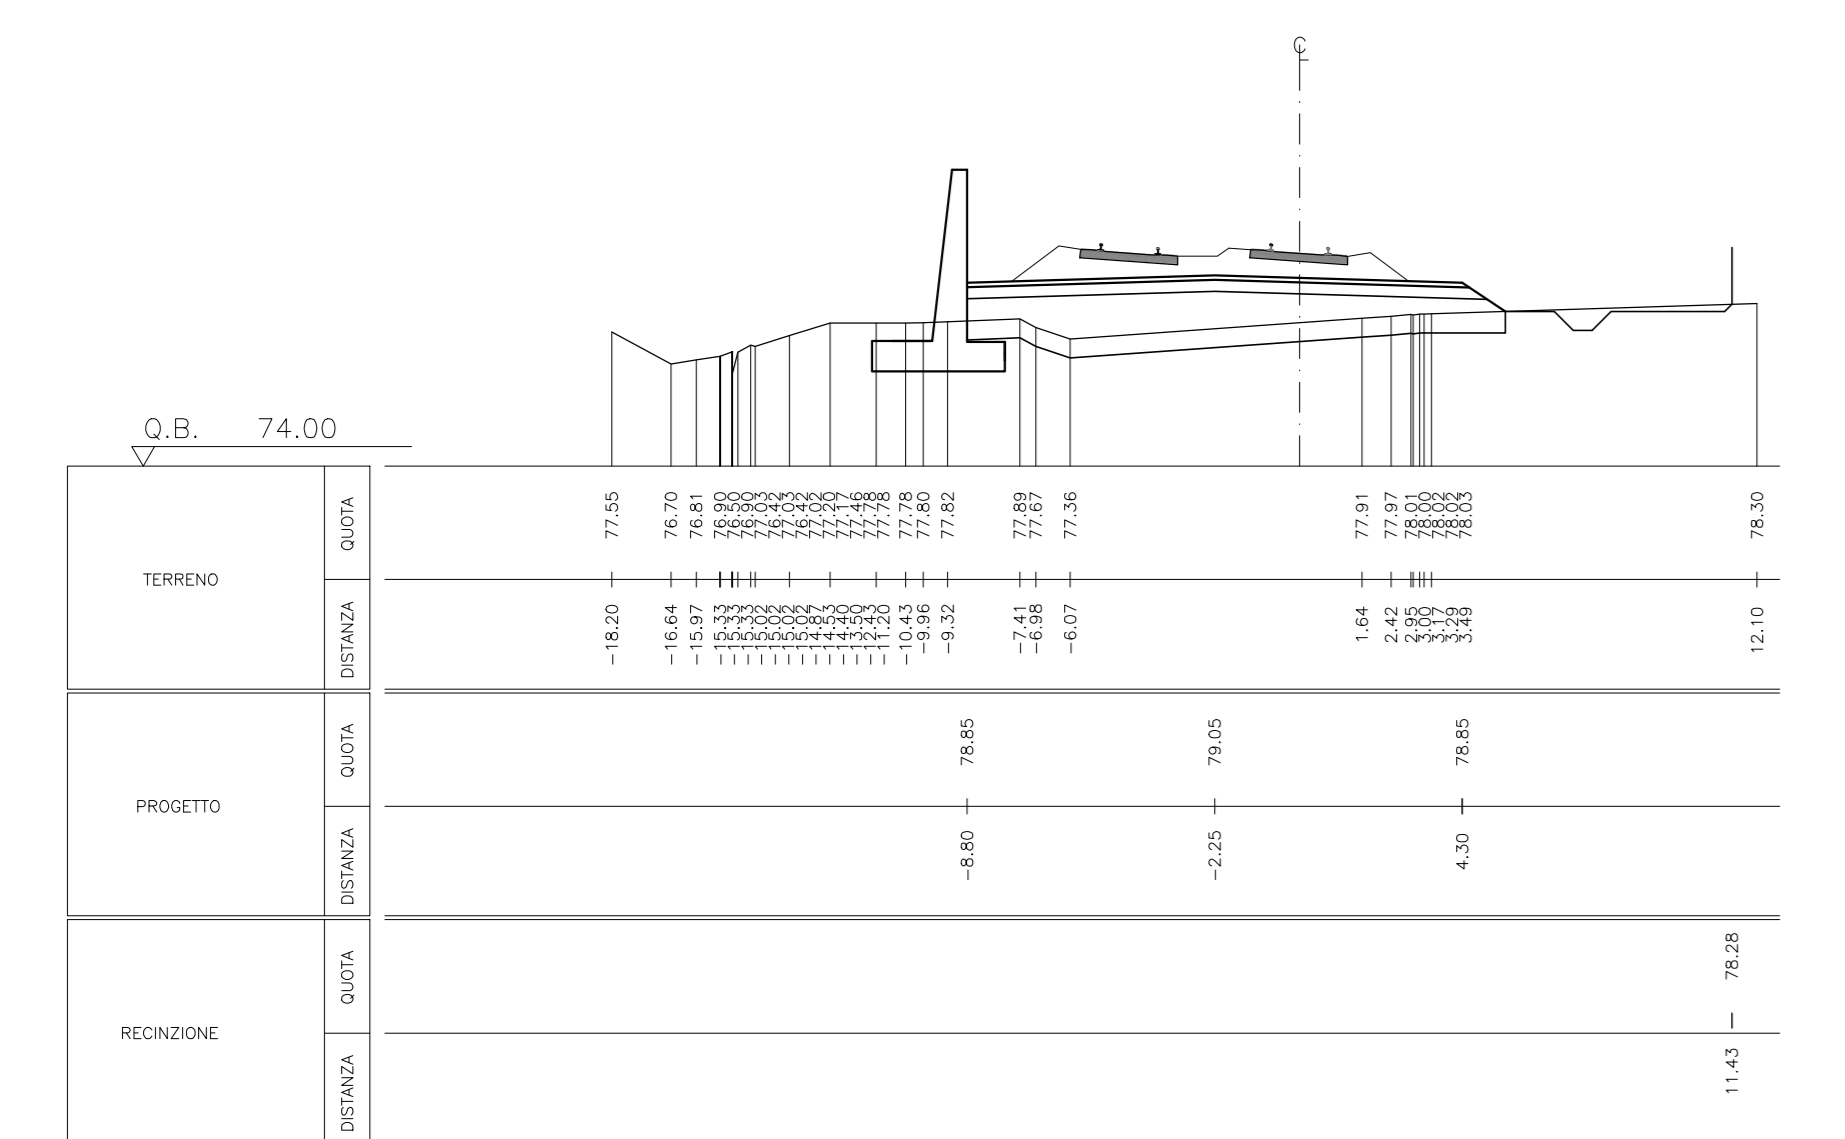 ℄
Q.B. 74.00
TERRENO
QUOTA
77.55 76.70 76.81 76.90 76.50 76.90 77.03 76.42 77.03 76.42 77.02 77.20 77.17 77.46 77.78 77.78 77.78 77.80 77.82 77.89 77.67 77.36 77.91 77.97 78.01 78.00 78.02 78.02 78.03 78.30
DISTANZA
-18.20 -16.64 -15.97 -15.33 -15.33 -15.33 -15.02 -15.02 -15.02 -15.02 -14.87 -14.53 -14.40 -13.50 -12.43 -11.20 -10.43 -9.96 -9.32 -7.41 -6.98 -6.07 1.64 2.42 2.95 3.00 3.17 3.29 3.49 12.10
PROGETTO
QUOTA
78.85 79.05 78.85
DISTANZA
-8.80 -2.25 4.30
RECINZIONE
QUOTA
78.28
DISTANZA
11.43